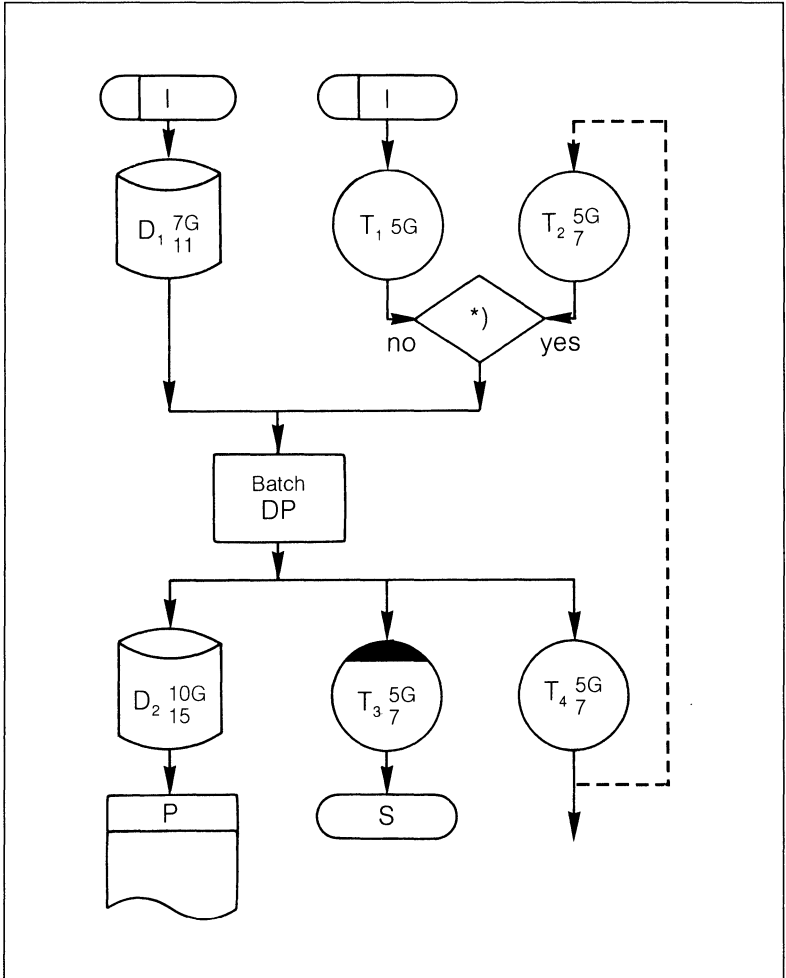 I
I
D₁ 7G
11
T₁ 5G
T₂ 5G
7
*)
no
yes
Batch
DP
D₂ 10G
15
T₃ 5G
7
T₄ 5G
7
P
S